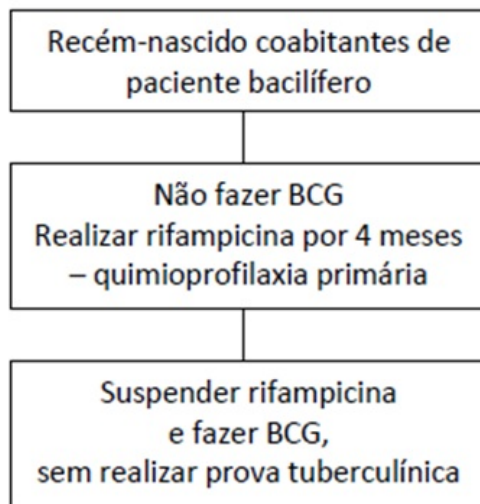 Recém-nascido coabitantes de
paciente bacilífero
Não fazer BCG
Realizar rifampicina por 4 meses
– quimioprofilaxia primária
Suspender rifampicina
e fazer BCG,
sem realizar prova tuberculínica